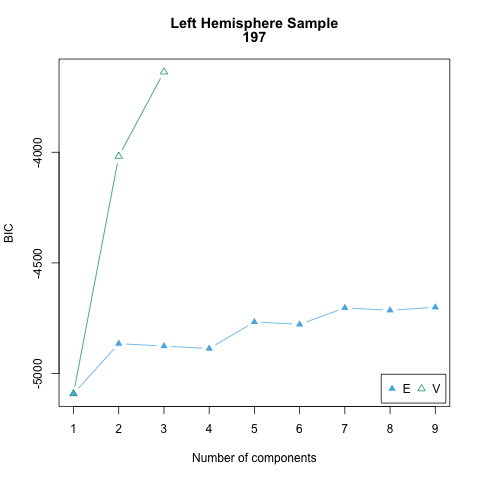 Left Hemisphere Sample
197
BIC
-4000
-4500
-5000
1 2 3 4 5 6 7 8 9
Number of components
E V